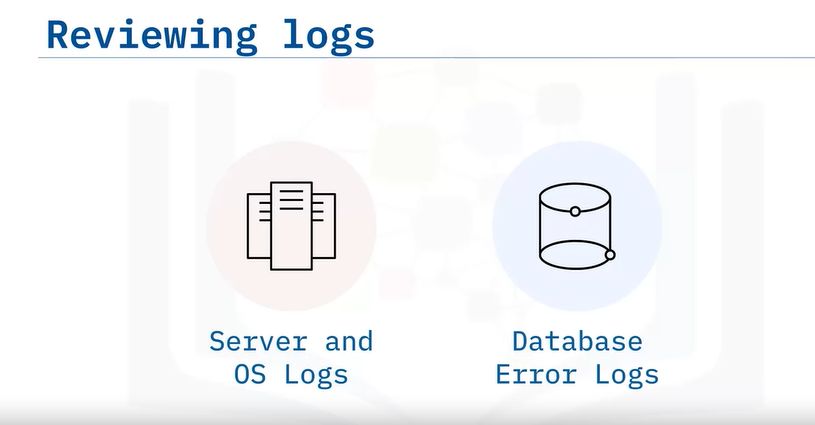 Reviewing logs
Server and
OS Logs
Database
Error Logs